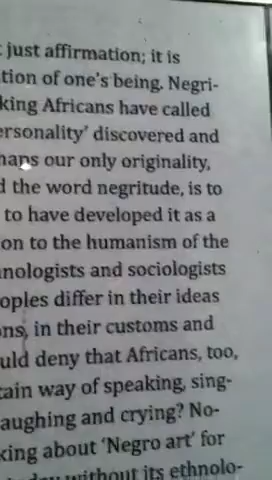 just affirmation; it is
tion of one's being. Negri-
king Africans have called
ersonality' discovered and
haps our only originality,
d the word negritude, is to
to have developed it as a
on to the humanism of the
nologists and sociologists
oples differ in their ideas
ns, in their customs and
uld deny that Africans, too,
tain way of speaking, sing-
aughing and crying? No-
king about 'Negro art' for
without its ethnolo-